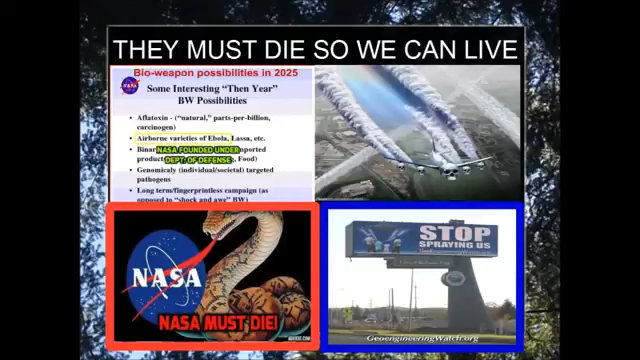 THEY MUST DIE SO WE CAN LIVE
Bio-weapon possibilities in 2025
NASA
Some Interesting “Then Year”
BW Possibilities
• Aflatoxin - (“natural,” parts-per-billion,
carcinogen)
• Airborne varieties of Ebola, Lassa, etc.
• Binar
NASA FOUNDED UNDER
DEPT. OF DEFENSE
Food)
• Genomicaly (individual/societal) targeted
pathogens
• Long term/fingerprintless campaign (as
opposed to “shock and awe” BW)
NASA
NASA MUST DIE!
STOP
SPRAYING US
GeoengineeringWatch.org